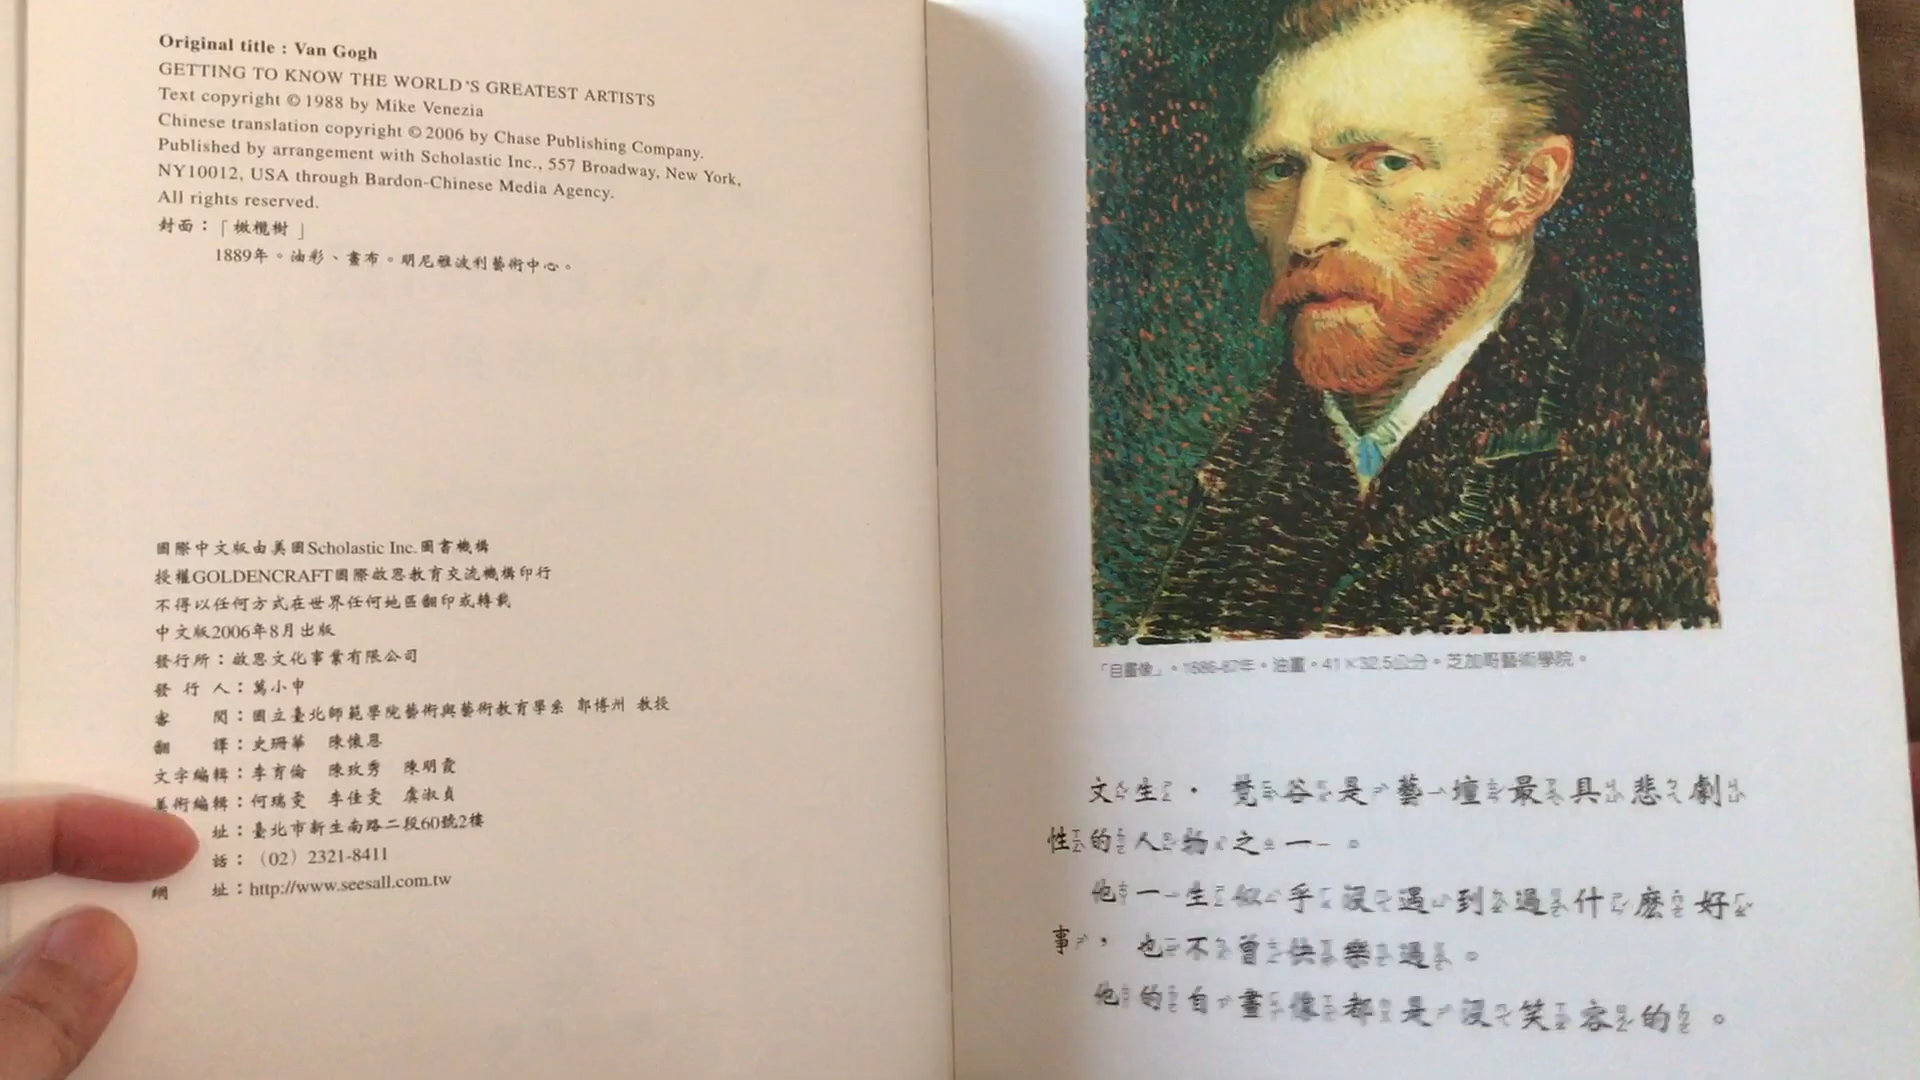 Original title : Van Gogh
GETTING TO KNOW THE WORLD'S GREATEST ARTISTS
Text copyright © 1988 by Mike Venezia
Chinese translation copyright © 2006 by Chase Publishing Company.
Published by arrangement with Scholastic Inc., 557 Broadway, New York,
NY10012, USA through Bardon-Chinese Media Agency.
All rights reserved.
封面：「橄欖樹」
1889年。油彩、畫布。明尼雅波利藝術中心。
國際中文版由美國Scholastic Inc.圖書機構
授權GOLDENCRAFT國際啟思教育交流機構印行
不得以任何方式在世界任何地區翻印或轉載
中文版2006年8月出版
發行所：啟思文化事業有限公司
發行人：萬小申
審閱：國立臺北師範學院藝術與藝術教育學系 郭博州 教授
翻譯：史珊華 陳懷恩
文字編輯：李育倫 陳玫秀 陳明霞
美術編輯：何瑞雯 李佳雯 虞淑貞
址：臺北市新生南路二段60號2樓
話：（02）2321-8411
網址：http://www.seesall.com.tw
「自畫像」。1886-87年。油畫。41×32.5公分。芝加哥藝術學院。
文生・梵谷是藝壇最具悲劇
性的人物之一。
他一生似乎沒遇到過什麼好
事，也不曾快樂過。
他的自畫像都是沒笑容的。